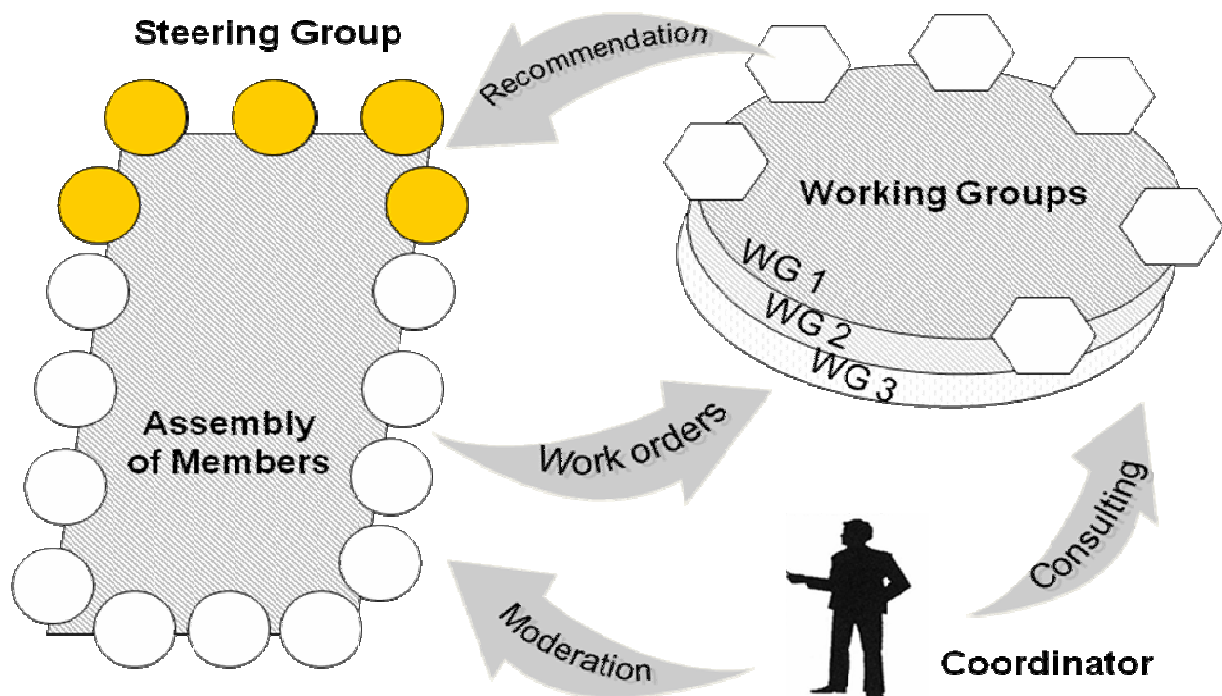 Steering Group
Recommendation
Working Groups
WG 1
WG 2
WG 3
Assembly
of Members
Work orders
Consulting
Moderation
Coordinator